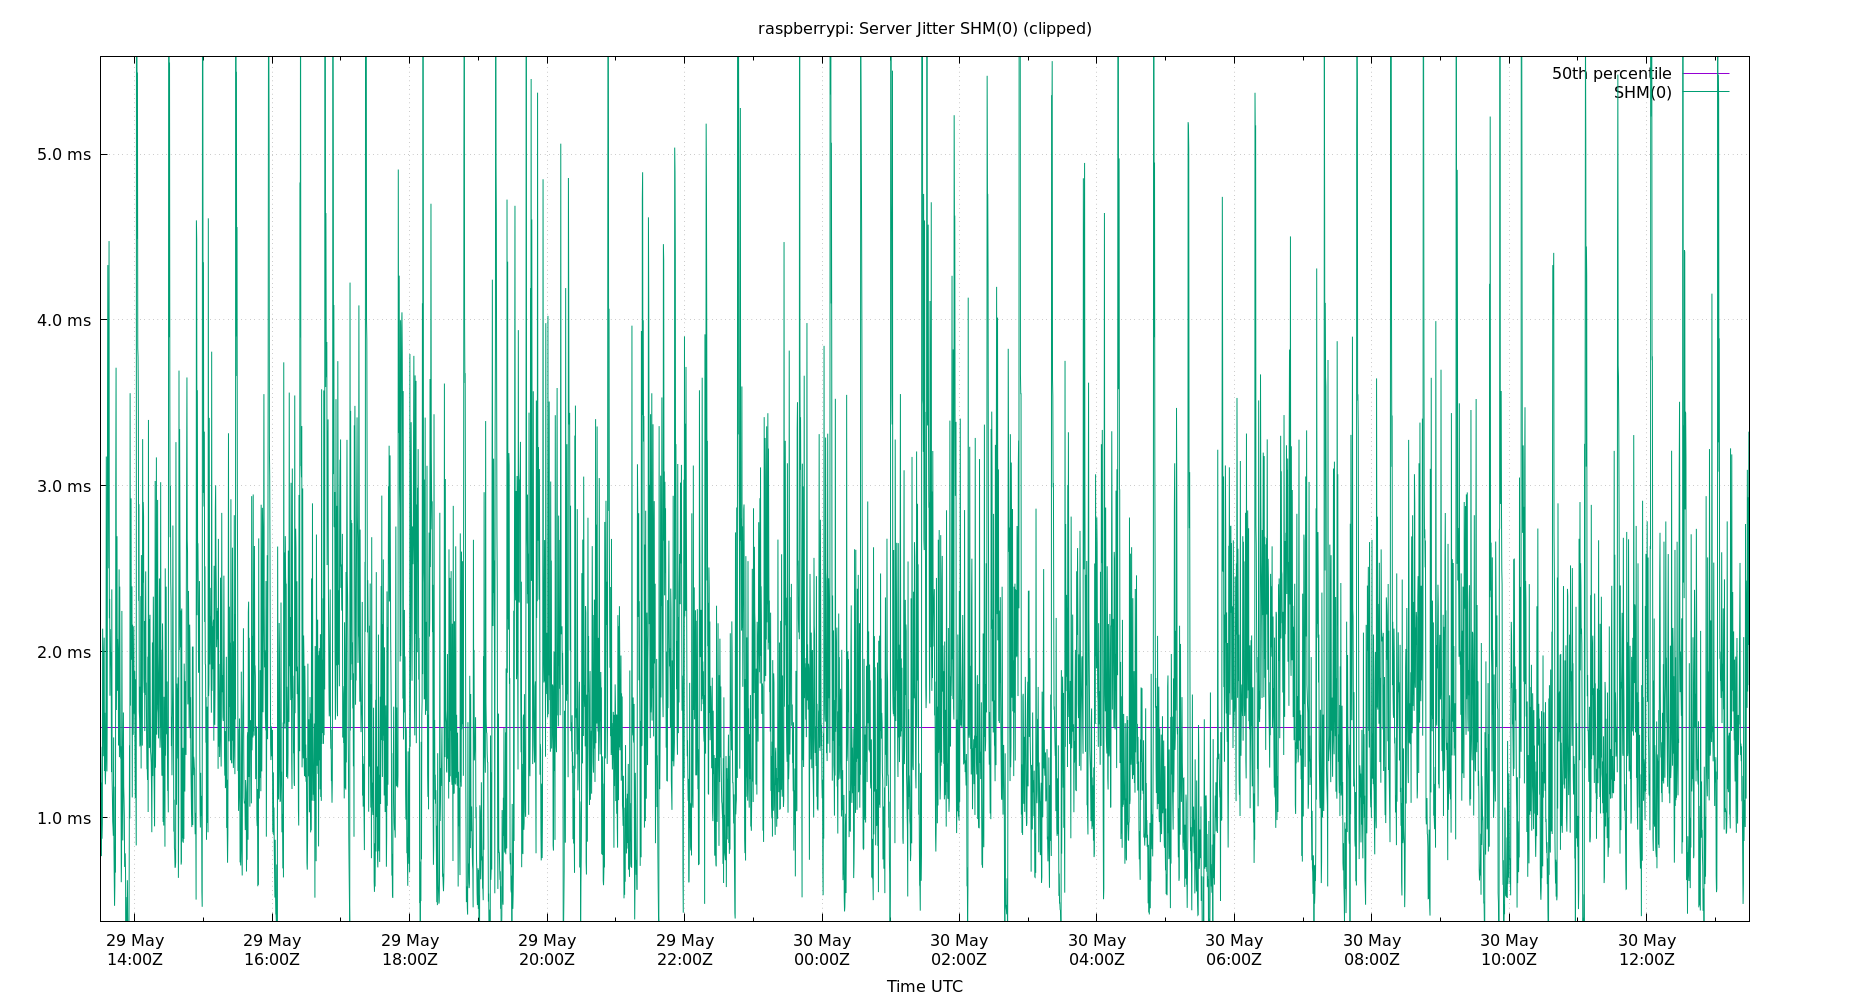 raspberrypi: Server Jitter SHM(0) (clipped)
50th percentile
SHM(0)
5.0 ms
4.0 ms
3.0 ms
2.0 ms
1.0 ms
29 May 29 May 29 May 29 May 29 May 30 May 30 May 30 May 30 May 30 May 30 May 30 May
14:00Z 16:00Z 18:00Z 20:00Z 22:00Z 00:00Z 02:00Z 04:00Z 06:00Z 08:00Z 10:00Z 12:00Z
Time UTC